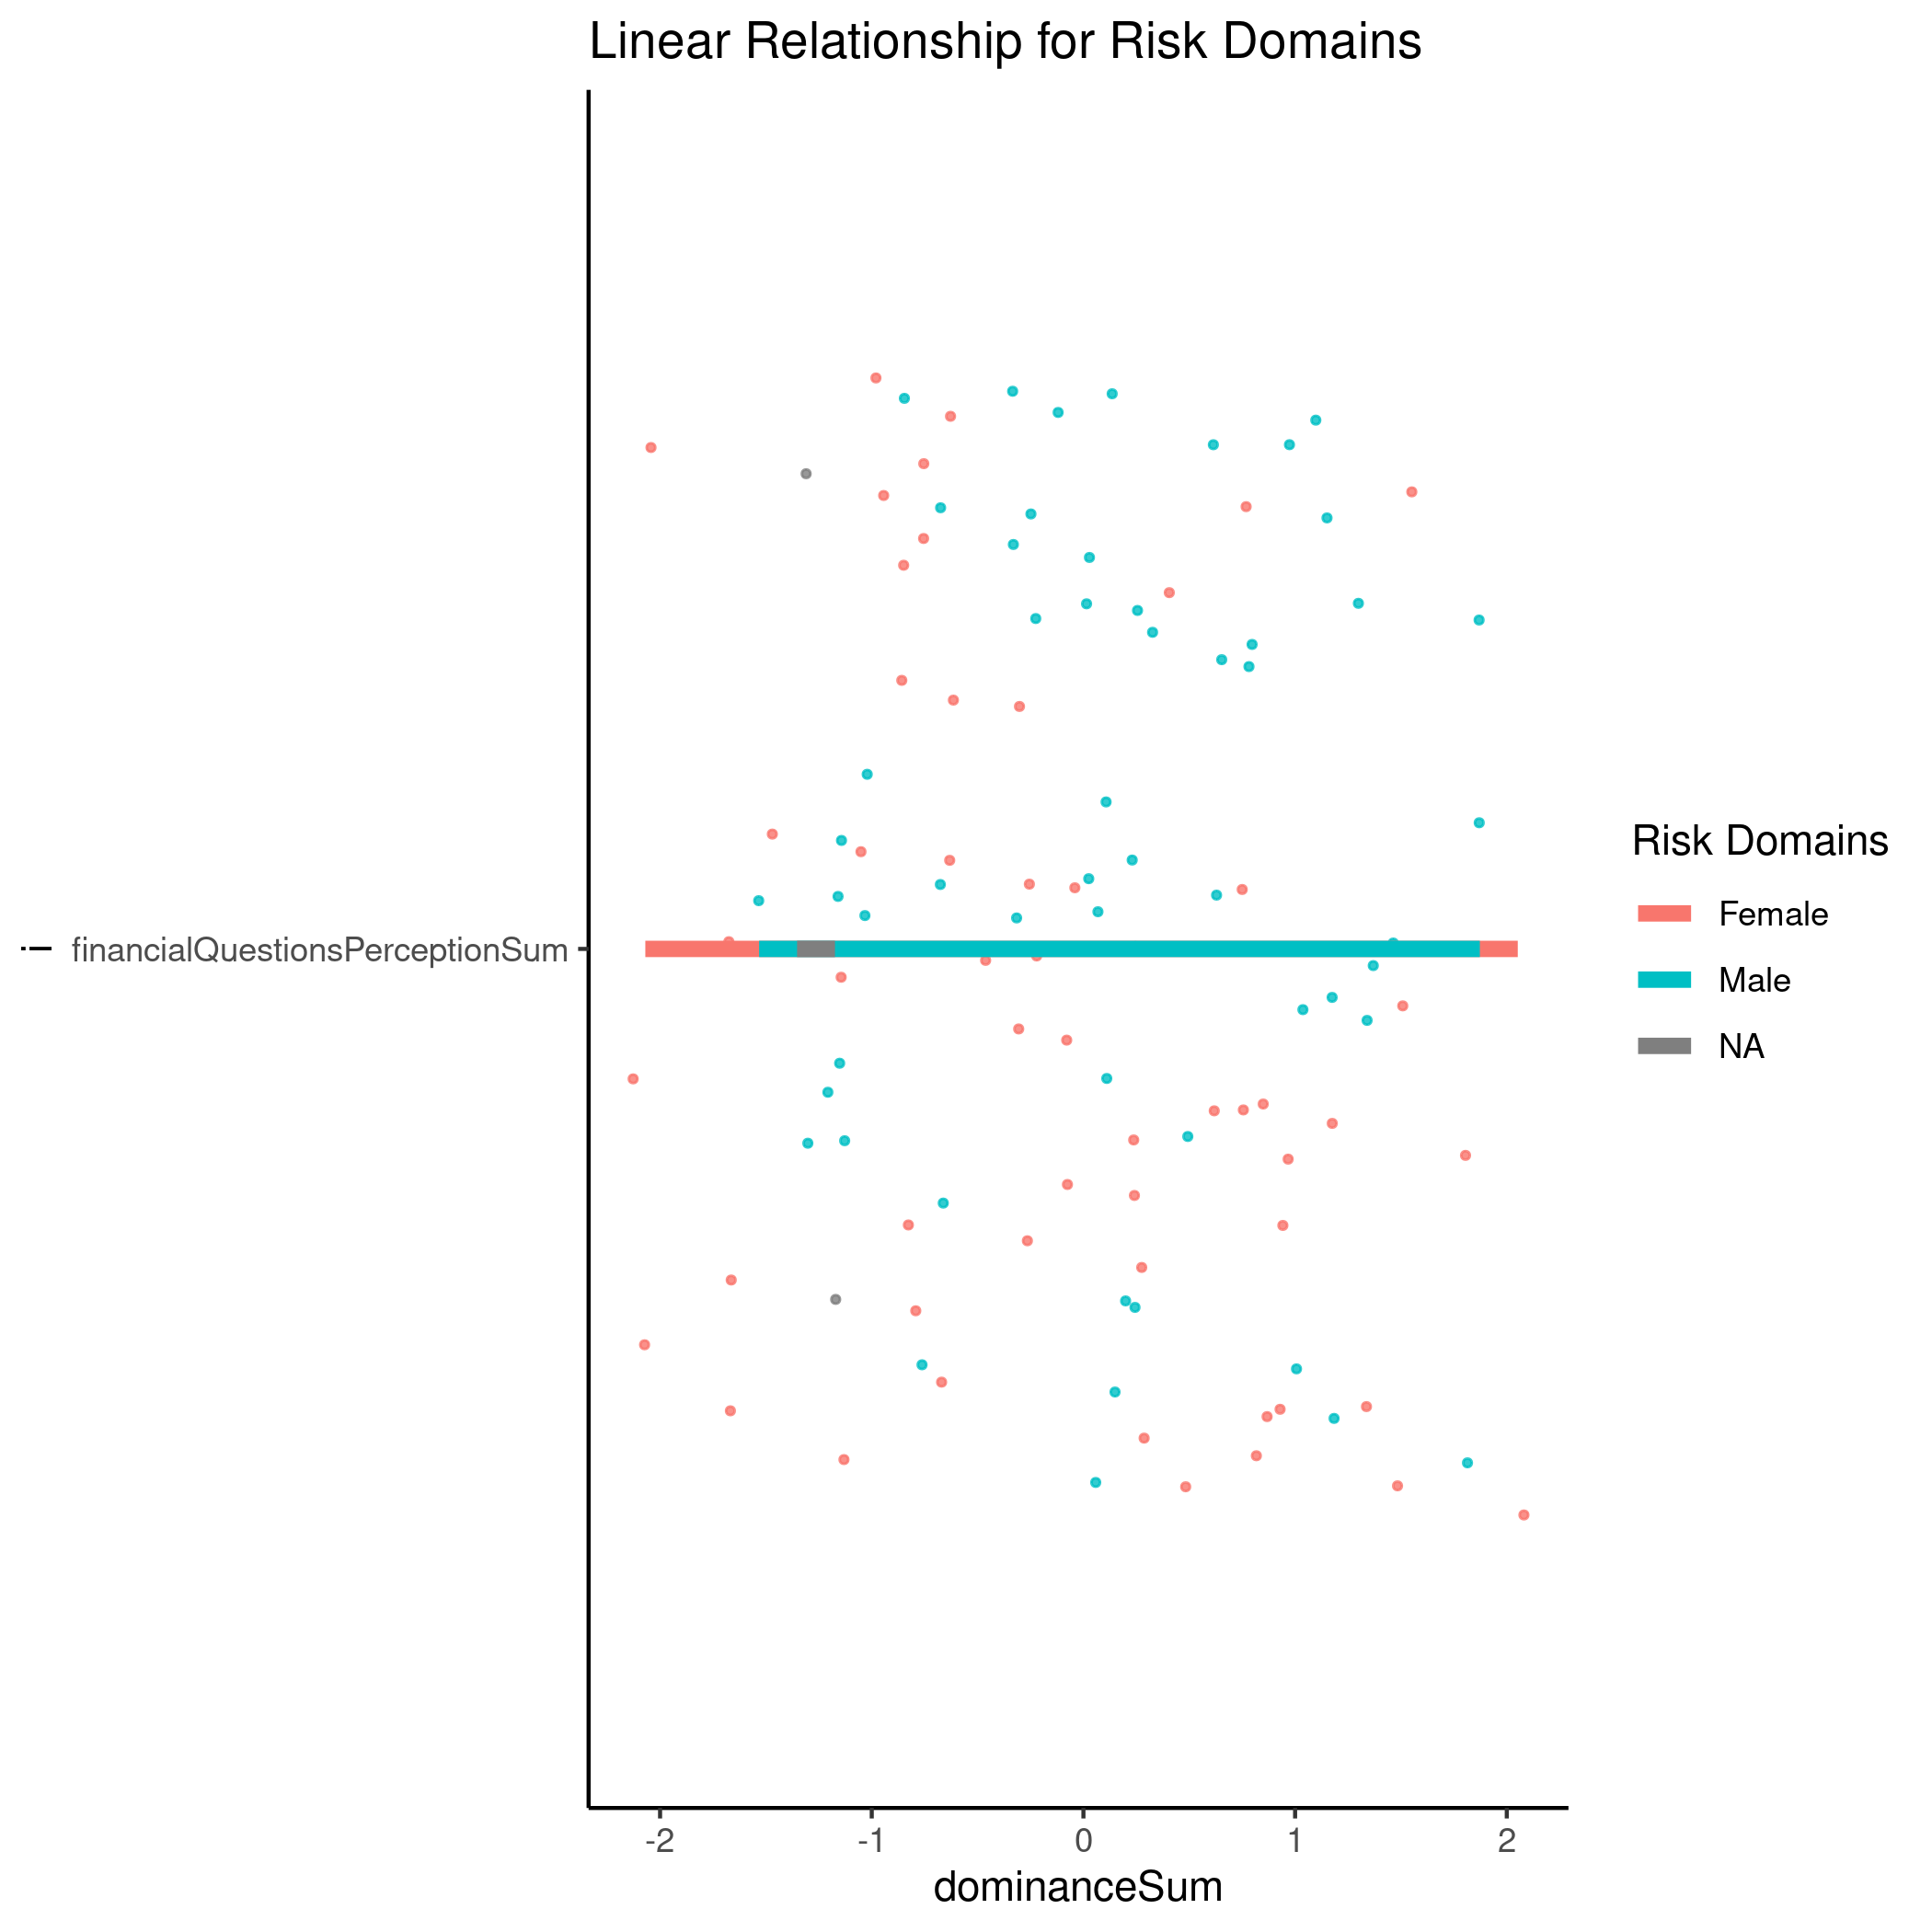 Linear Relationship for Risk Domains
financialQuestionsPerceptionSum
Risk Domains
Female
Male
NA
-2 -1 0 1 2
dominanceSum